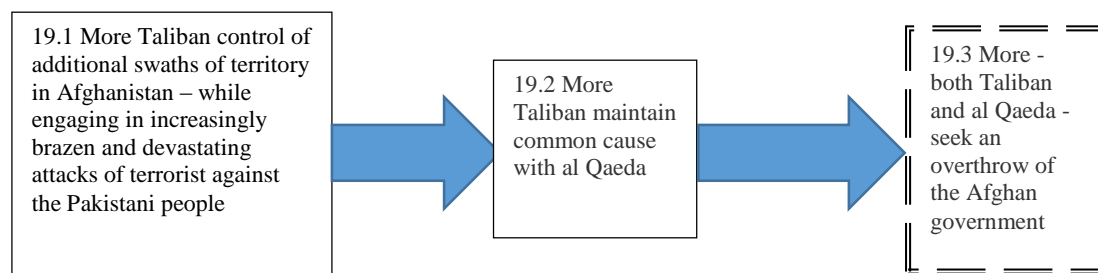 19.1 More Taliban control of
additional swaths of territory
in Afghanistan – while
engaging in increasingly
brazen and devastating
attacks of terrorist against
the Pakistani people
19.2 More
Taliban maintain
common cause
with al Qaeda
19.3 More -
both Taliban
and al Qaeda -
seek an
overthrow of
the Afghan
government